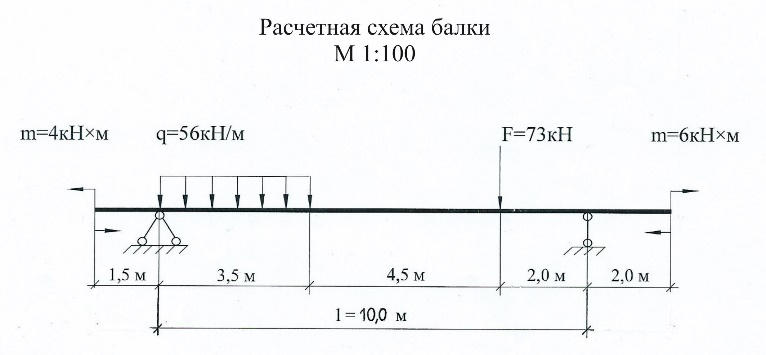 Расчетная схема балки
М 1:100
m=4кН×м q=56кН/м F=73кН m=6кН×м
1,5 м 3,5 м 4,5 м 2,0 м 2,0 м
l = 10,0 м